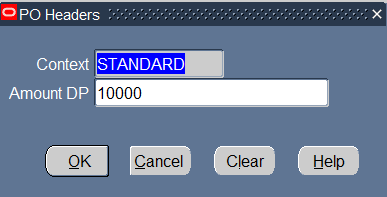 PO Headers
Context STANDARD
Amount DP 10000
OK Cancel Clear Help